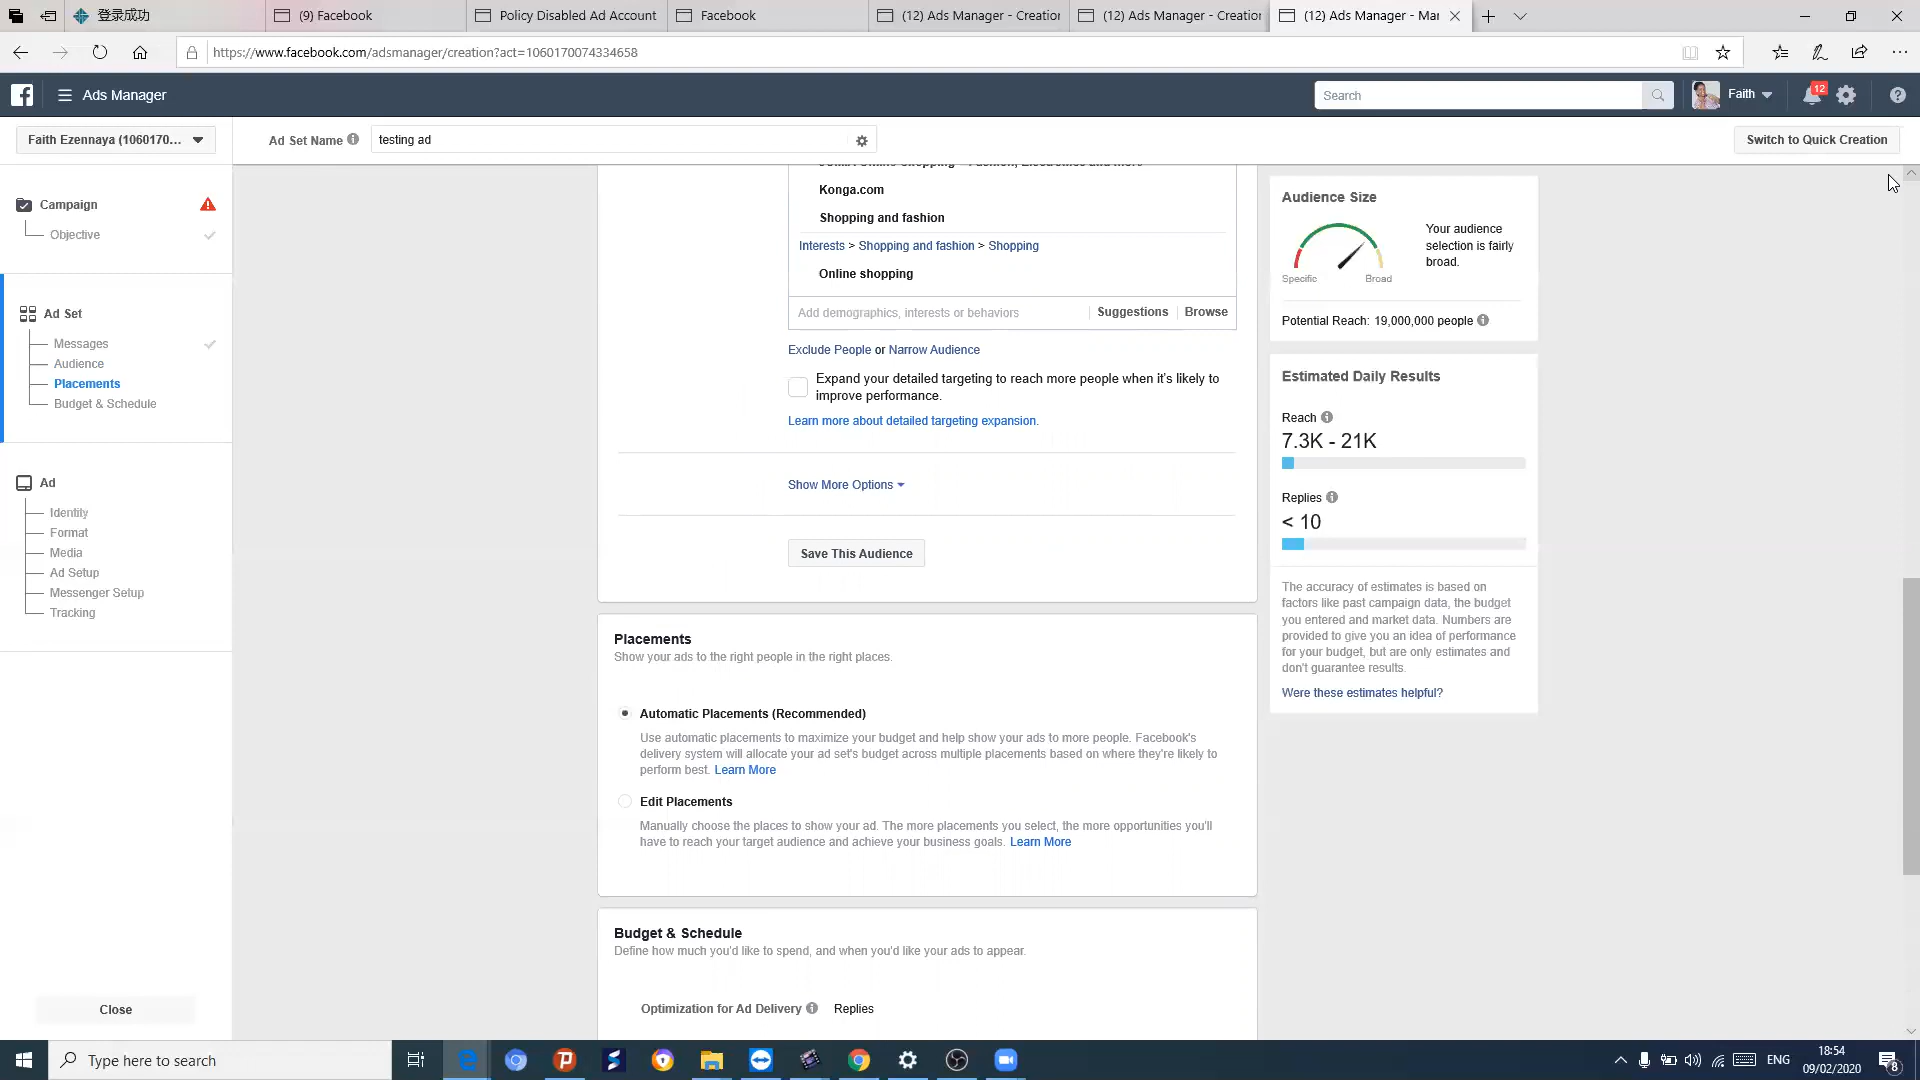 登录成功
(9) Facebook
Policy Disabled Ad Account
Facebook
(12) Ads Manager - Creation
(12) Ads Manager - Creation
(12) Ads Manager - Mar
https://www.facebook.com/adsmanager/creation?act=1060170074334658
Ads Manager
Search
Faith
12
Faith Ezennaya (1060170...
Ad Set Name
testing ad
Switch to Quick Creation
Campaign
Objective
Ad Set
Messages
Audience
Placements
Budget & Schedule
Ad
Identity
Format
Media
Ad Setup
Messenger Setup
Tracking
Close
Konga.com
Shopping and fashion
Interests > Shopping and fashion > Shopping
Online shopping
Add demographics, interests or behaviors
Suggestions
Browse
Exclude People or Narrow Audience
Expand your detailed targeting to reach more people when it's likely to
improve performance.
Learn more about detailed targeting expansion.
Show More Options
Save This Audience
Placements
Show your ads to the right people in the right places.
Automatic Placements (Recommended)
Use automatic placements to maximize your budget and help show your ads to more people. Facebook's
delivery system will allocate your ad set's budget across multiple placements based on where they're likely to
perform best. Learn More
Edit Placements
Manually choose the places to show your ad. The more placements you select, the more opportunities you'll
have to reach your target audience and achieve your business goals. Learn More
Budget & Schedule
Define how much you'd like to spend, and when you'd like your ads to appear.
Optimization for Ad Delivery
Replies
Audience Size
Your audience
selection is fairly
broad.
Specific
Broad
Potential Reach: 19,000,000 people
Estimated Daily Results
Reach
7.3K - 21K
Replies
< 10
The accuracy of estimates is based on
factors like past campaign data, the budget
you entered and market data. Numbers are
provided to give you an idea of performance
for your budget, but are only estimates and
don't guarantee results.
Were these estimates helpful?
Type here to search
ENG
18:54
09/02/2020
8